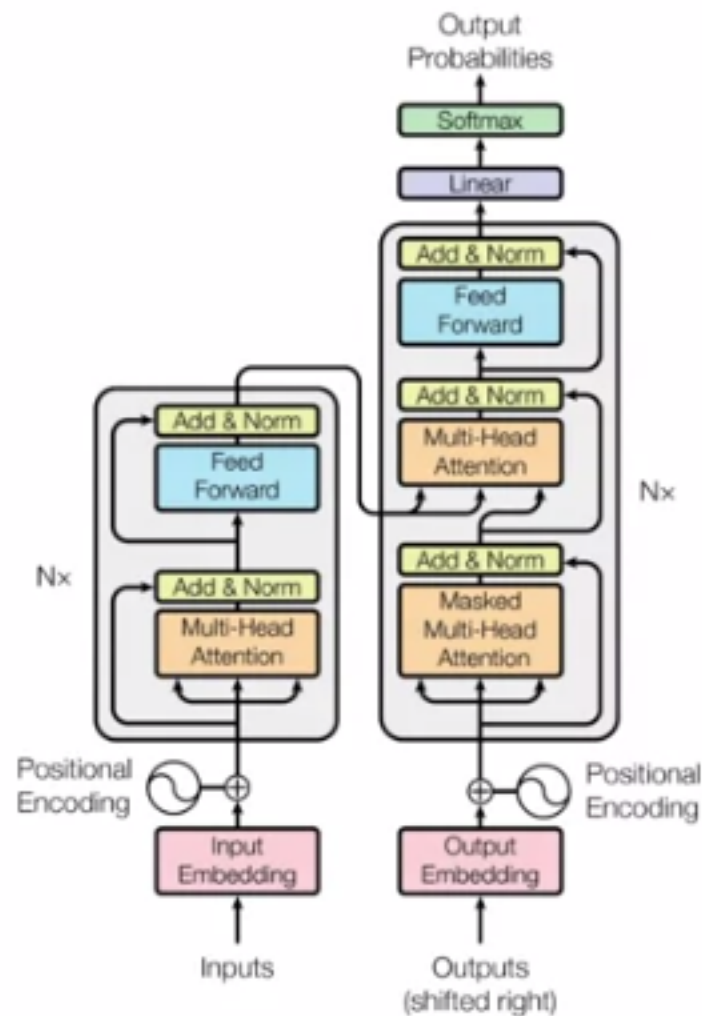 Output
Probabilities
Softmax
Linear
Add & Norm
Feed
Forward
Add & Norm
Multi-Head
Attention
Nx
Add & Norm
Masked
Multi-Head
Attention
Add & Norm
Feed
Forward
Nx
Add & Norm
Multi-Head
Attention
Positional
Encoding
Positional
Encoding
Input
Embedding
Output
Embedding
Inputs
Outputs
(shifted right)